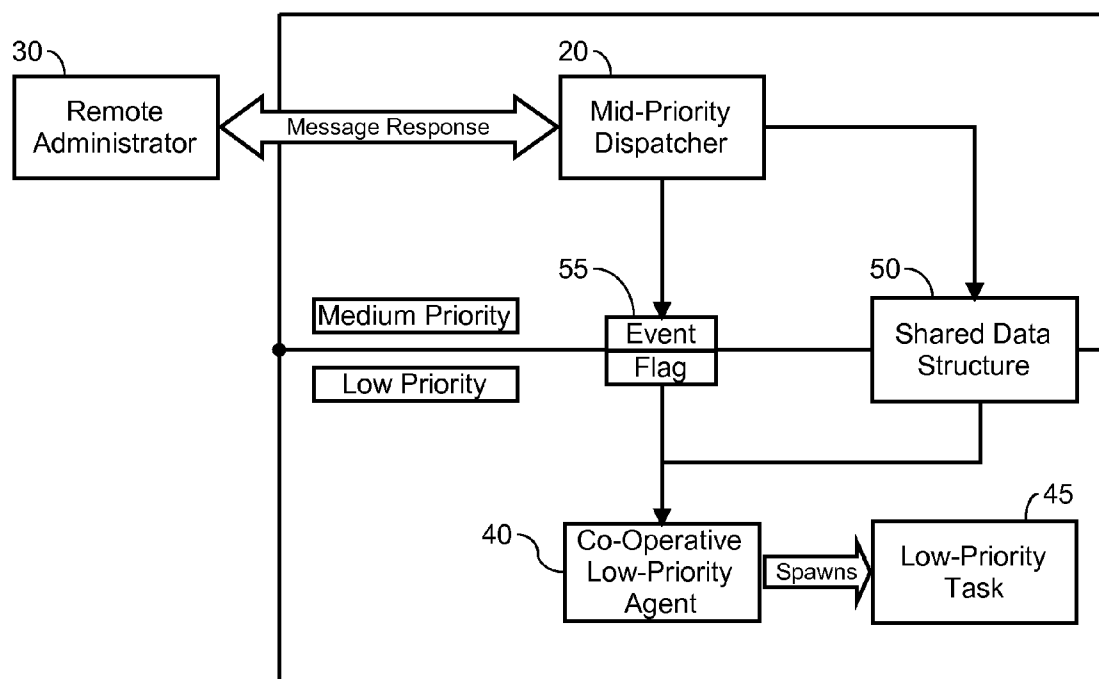 30
Remote
Administrator
Message Response
20
Mid-Priority
Dispatcher
55
Event
Flag
50
Shared Data
Structure
Medium Priority
Low Priority
40
Co-Operative
Low-Priority
Agent
Spawns
45
Low-Priority
Task